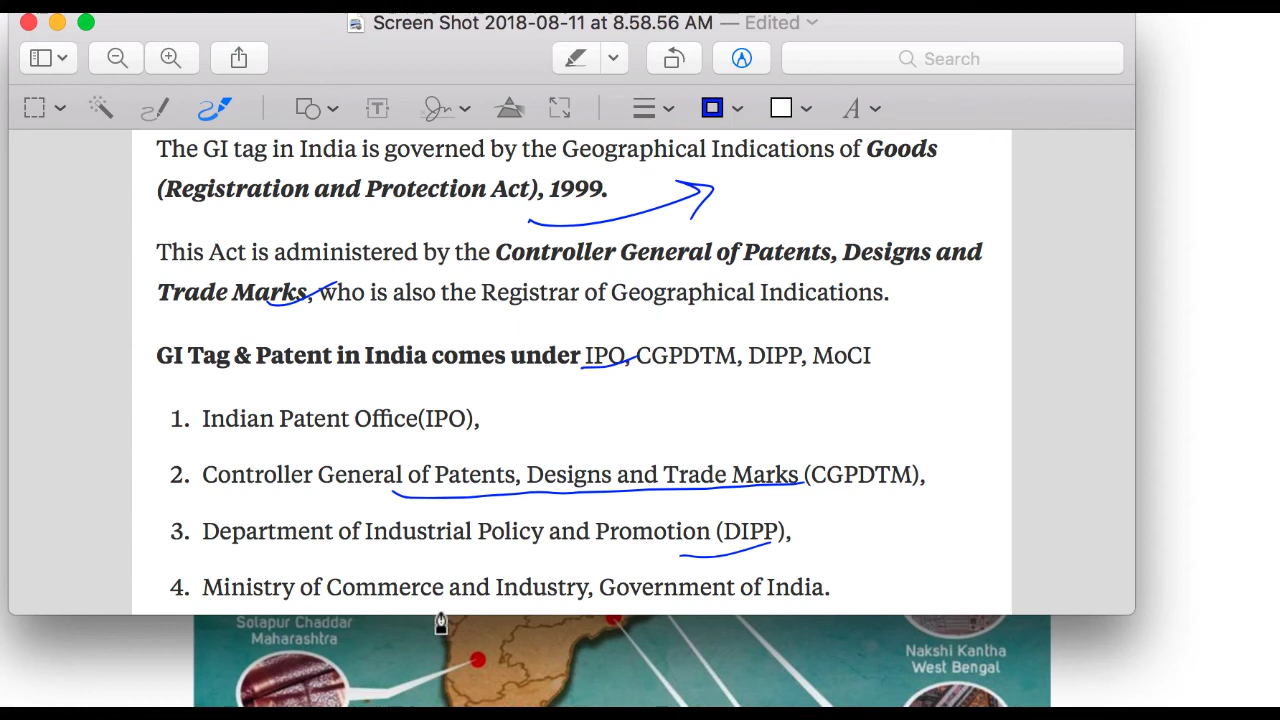 Screen Shot 2018-08-11 at 8.58.56 AM — Edited
Search
The GI tag in India is governed by the Geographical Indications of Goods
(Registration and Protection Act), 1999.
This Act is administered by the Controller General of Patents, Designs and
Trade Marks, who is also the Registrar of Geographical Indications.
GI Tag & Patent in India comes under IPO, CGPDTM, DIPP, MoCI
1. Indian Patent Office(IPO),
2. Controller General of Patents, Designs and Trade Marks (CGPDTM),
3. Department of Industrial Policy and Promotion (DIPP),
4. Ministry of Commerce and Industry, Government of India.
Solapur Chaddar
Maharashtra
Nakshi Kantha
West Bengal